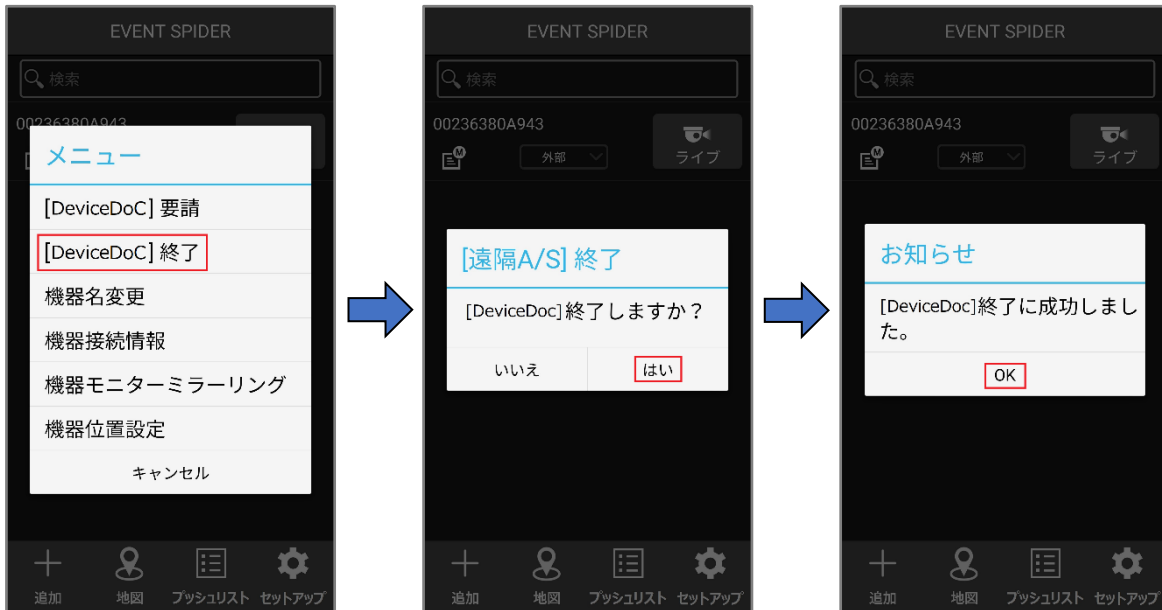 EVENT SPIDER
検索
00236380A943
メニュー
[DeviceDoC] 要請
[DeviceDoC] 終了
機器名変更
機器接続情報
機器モニターミラーリング
機器位置設定
キャンセル
追加
地図
プッシュリスト
セットアップ
EVENT SPIDER
検索
00236380A943
M
外部
ライブ
[遠隔A/S] 終了
[DeviceDoc]終了しますか？
いいえ
はい
追加
地図
プッシュリスト
セットアップ
EVENT SPIDER
検索
00236380A943
M
外部
ライブ
お知らせ
[DeviceDoc]終了に成功しまし
た。
OK
追加
地図
プッシュリスト
セットアップ